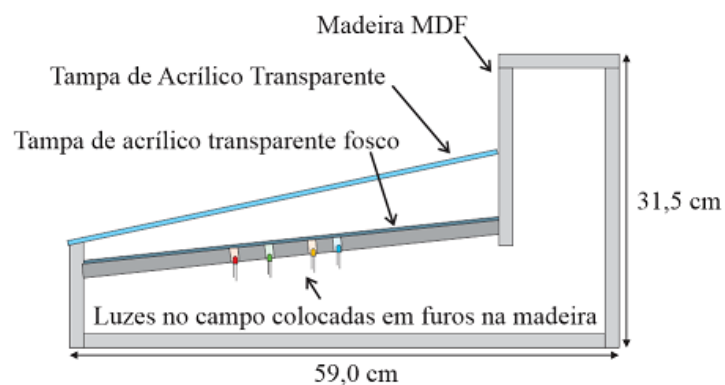 Madeira MDF
Tampa de Acrílico Transparente
Tampa de acrílico transparente fosco
31,5 cm
Luzes no campo colocadas em furos na madeira
59,0 cm